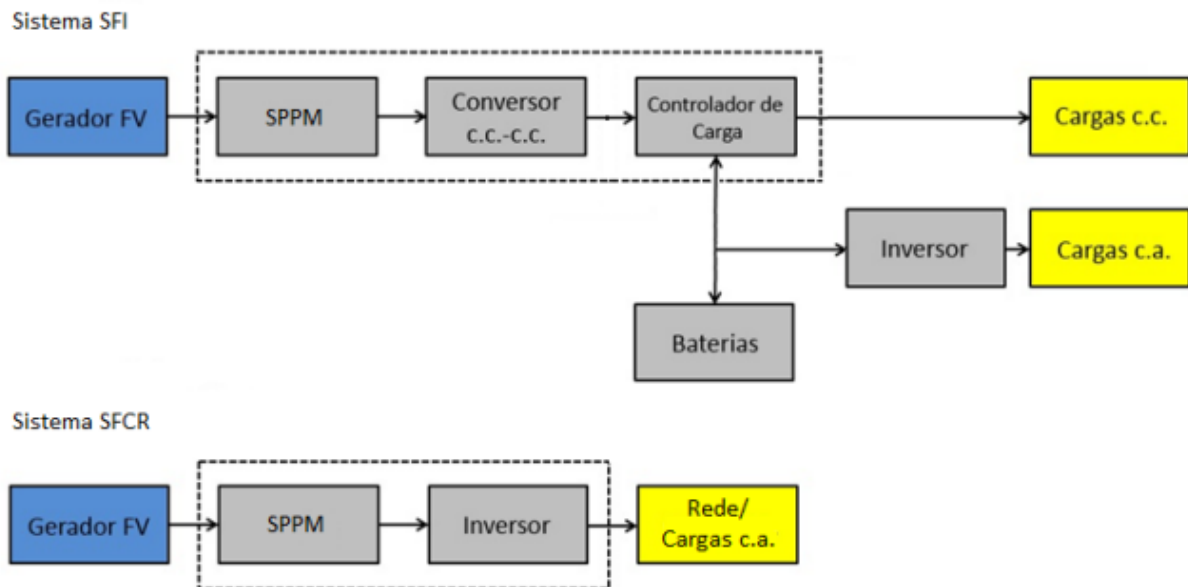 Sistema SFI
Gerador FV
SPPM
Conversor
c.c.-c.c.
Controlador de
Carga
Cargas c.c.
Inversor
Cargas c.a.
Baterias
Sistema SFCR
Gerador FV
SPPM
Inversor
Rede/
Cargas c.a.